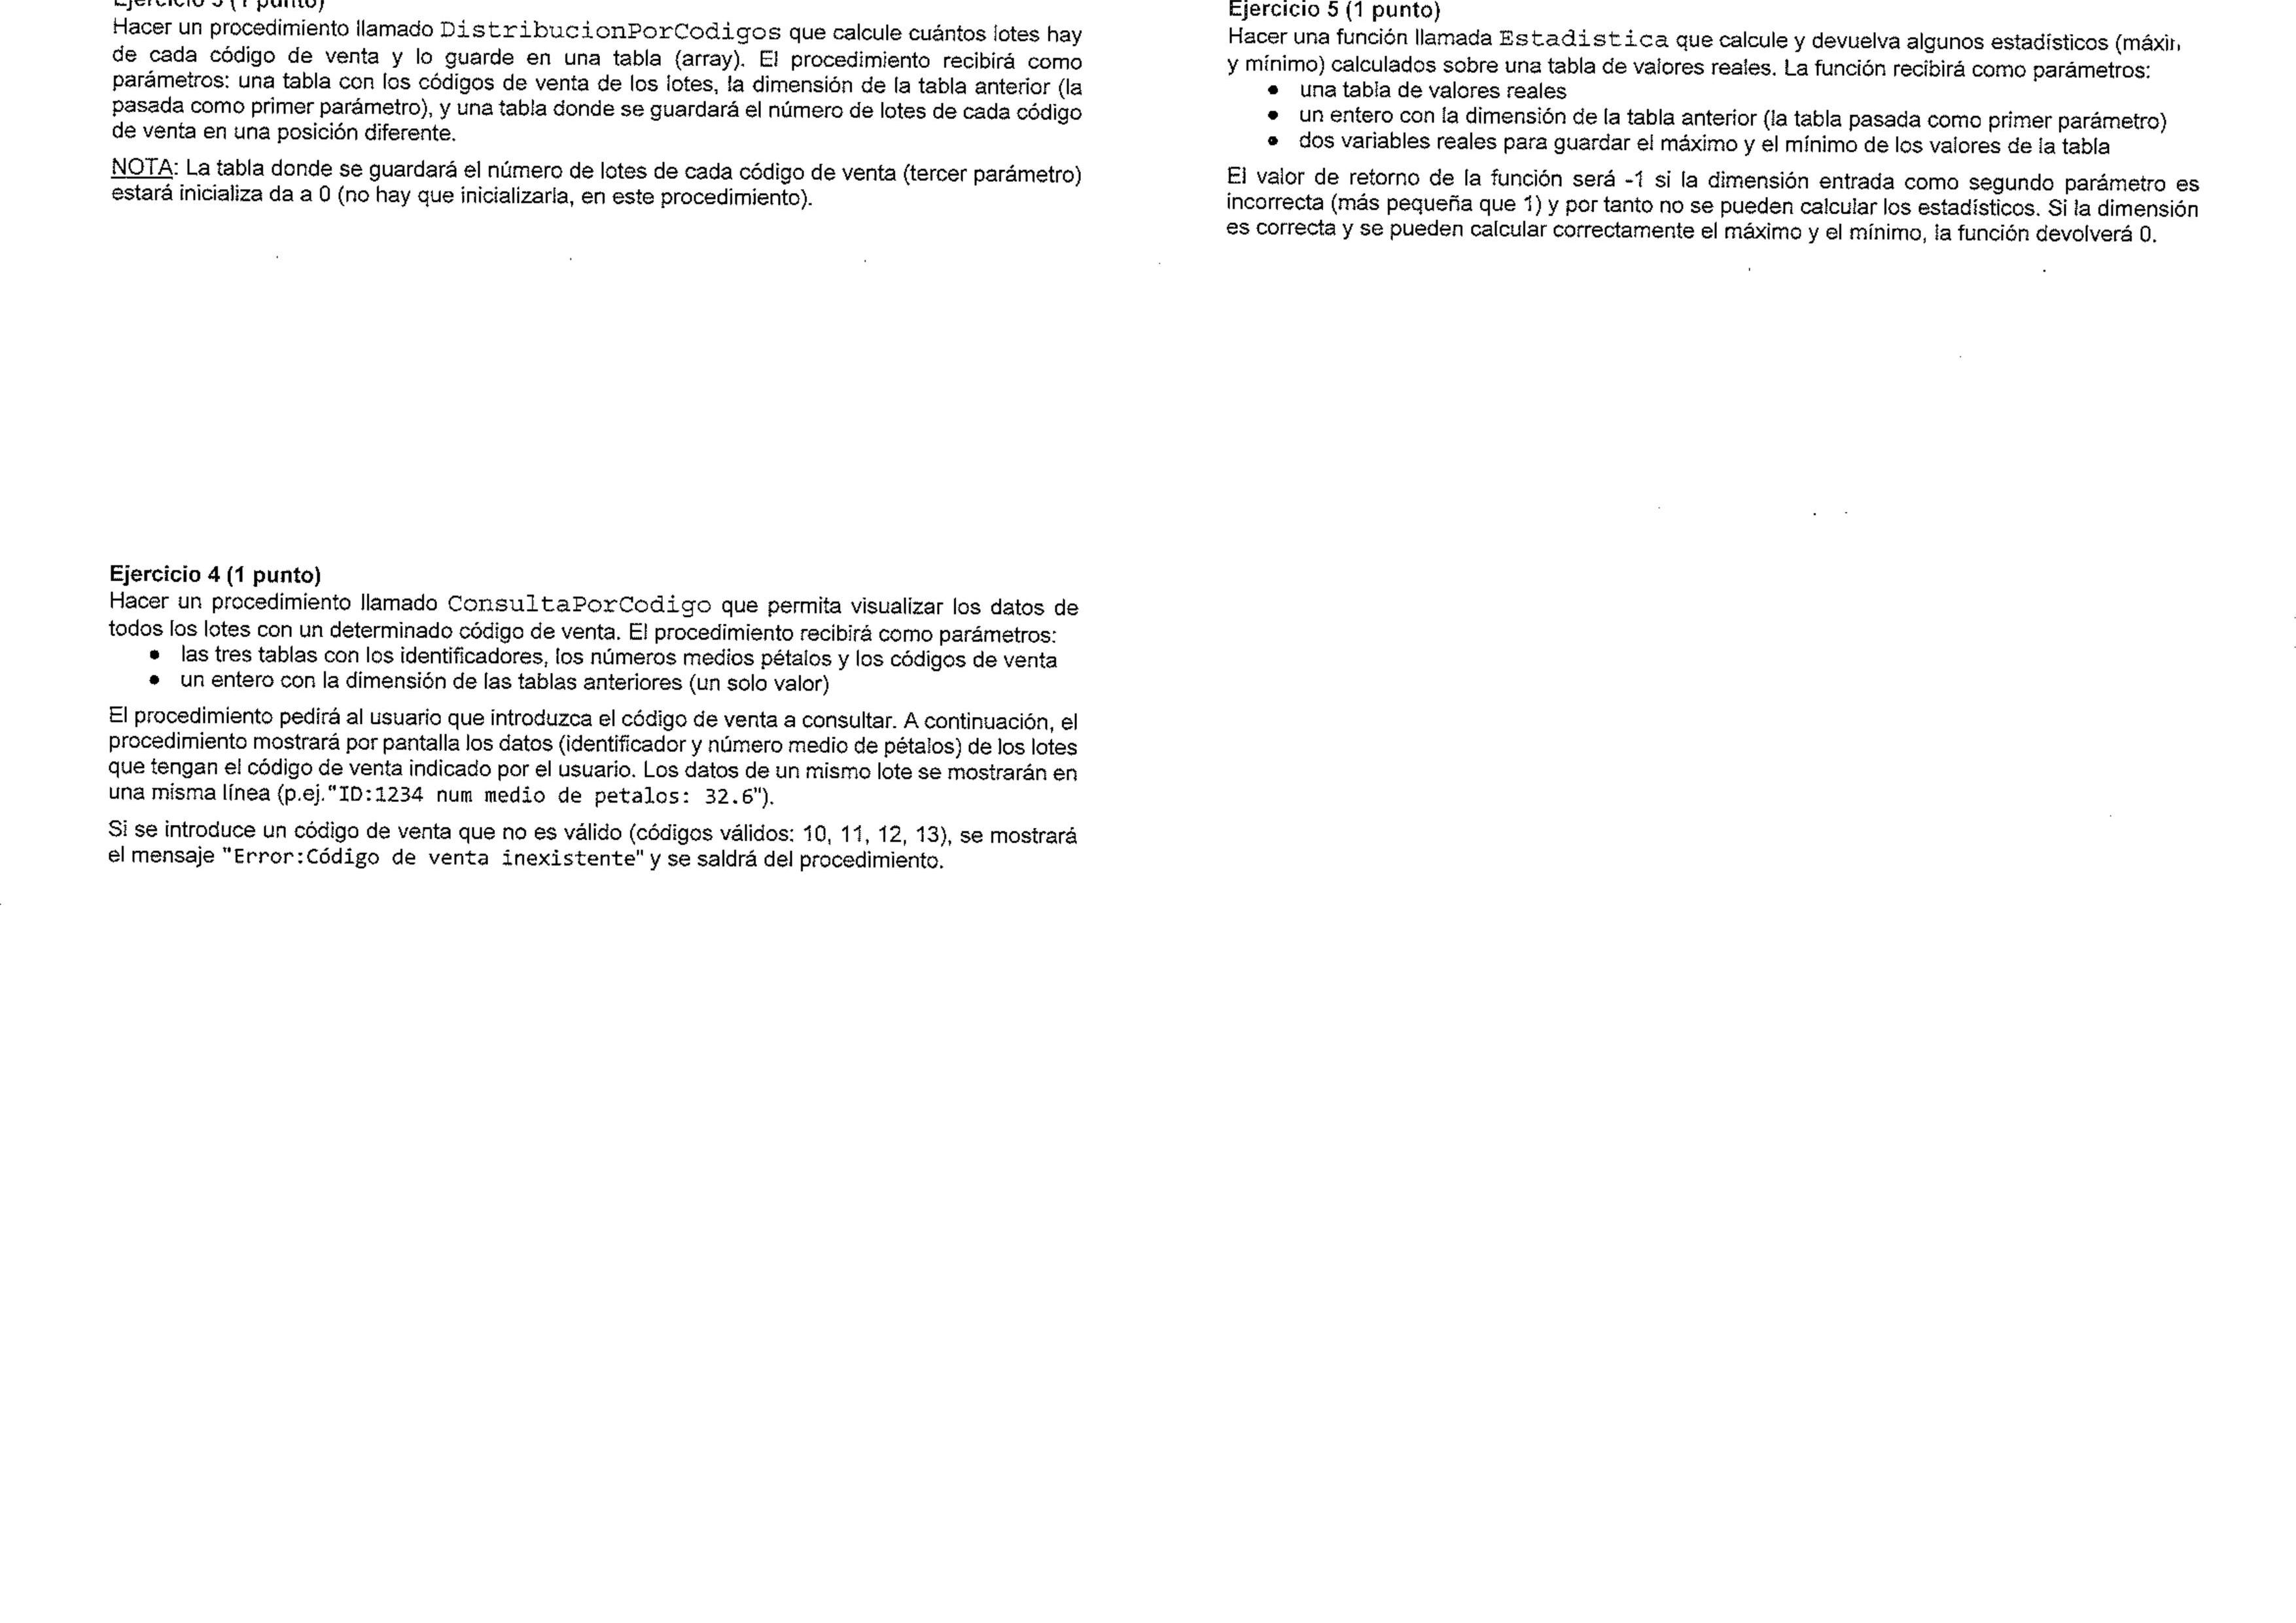 Ejercicio 3 (1 punto)
Hacer un procedimiento llamado DistribucionPorCodigos que calcule cuántos lotes hay
de cada código de venta y lo guarde en una tabla (array). El procedimiento recibirá como
parámetros: una tabla con los códigos de venta de los lotes, la dimensión de la tabla anterior (la
pasada como primer parámetro), y una tabla donde se guardará el número de lotes de cada código
de venta en una posición diferente.
NOTA: La tabla donde se guardará el número de lotes de cada código de venta (tercer parámetro)
estará inicializa da a 0 (no hay que inicializarla, en este procedimiento).
Ejercicio 4 (1 punto)
Hacer un procedimiento llamado ConsultaPorCodigo que permita visualizar los datos de
todos los lotes con un determinado código de venta. El procedimiento recibirá como parámetros:
• las tres tablas con los identificadores, los números medios pétalos y los códigos de venta
• un entero con la dimensión de las tablas anteriores (un solo valor)
El procedimiento pedirá al usuario que introduzca el código de venta a consultar. A continuación, el
procedimiento mostrará por pantalla los datos (identificador y número medio de pétalos) de los lotes
que tengan el código de venta indicado por el usuario. Los datos de un mismo lote se mostrarán en
una misma línea (p.ej."ID:1234 num medio de petalos: 32.6").
Si se introduce un código de venta que no es válido (códigos válidos: 10, 11, 12, 13), se mostrará
el mensaje "Error:Código de venta inexistente" y se saldrá del procedimiento.
Ejercicio 5 (1 punto)
Hacer una función llamada Estadistica que calcule y devuelva algunos estadísticos
y mínimo) calculados sobre una tabla de valores reales. La función recibirá como parámetros:
• una tabla de valores reales
• un entero con la dimensión de la tabla anterior (la tabla pasada como primer parámetro)
• dos variables reales para guardar el máximo y el mínimo de los valores de la tabla
El valor de retorno de la función será -1 si la dimensión entrada como segundo parámetro es
incorrecta (más pequeña que 1) y por tanto no se pueden calcular los estadísticos. Si la dimensión
es correcta y se pueden calcular correctamente el máximo y el mínimo, la función devolverá 0.